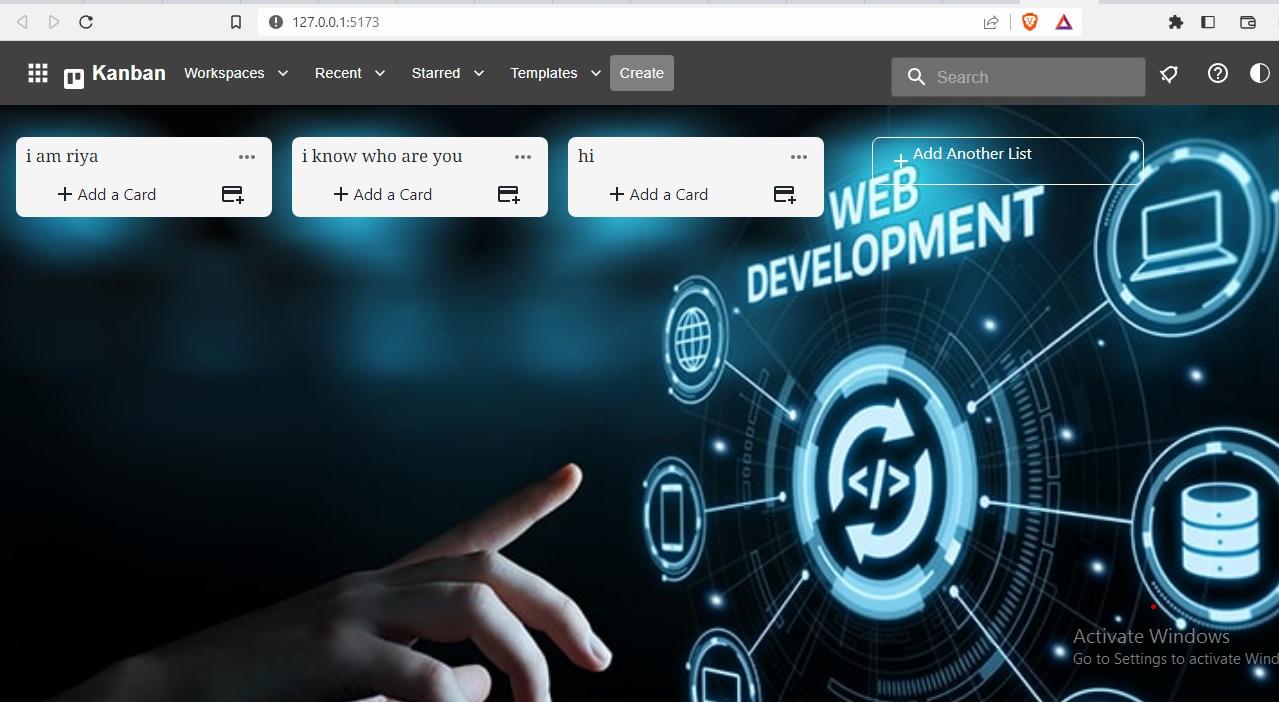 127.0.0.1:5173
Kanban Workspaces Recent Starred Templates Create Search
i am riya
Add a Card
i know who are you
Add a Card
hi
Add a Card
Add Another List
WEB
DEVELOPMENT
</>
Activate Windows
Go to Settings to activate Wind